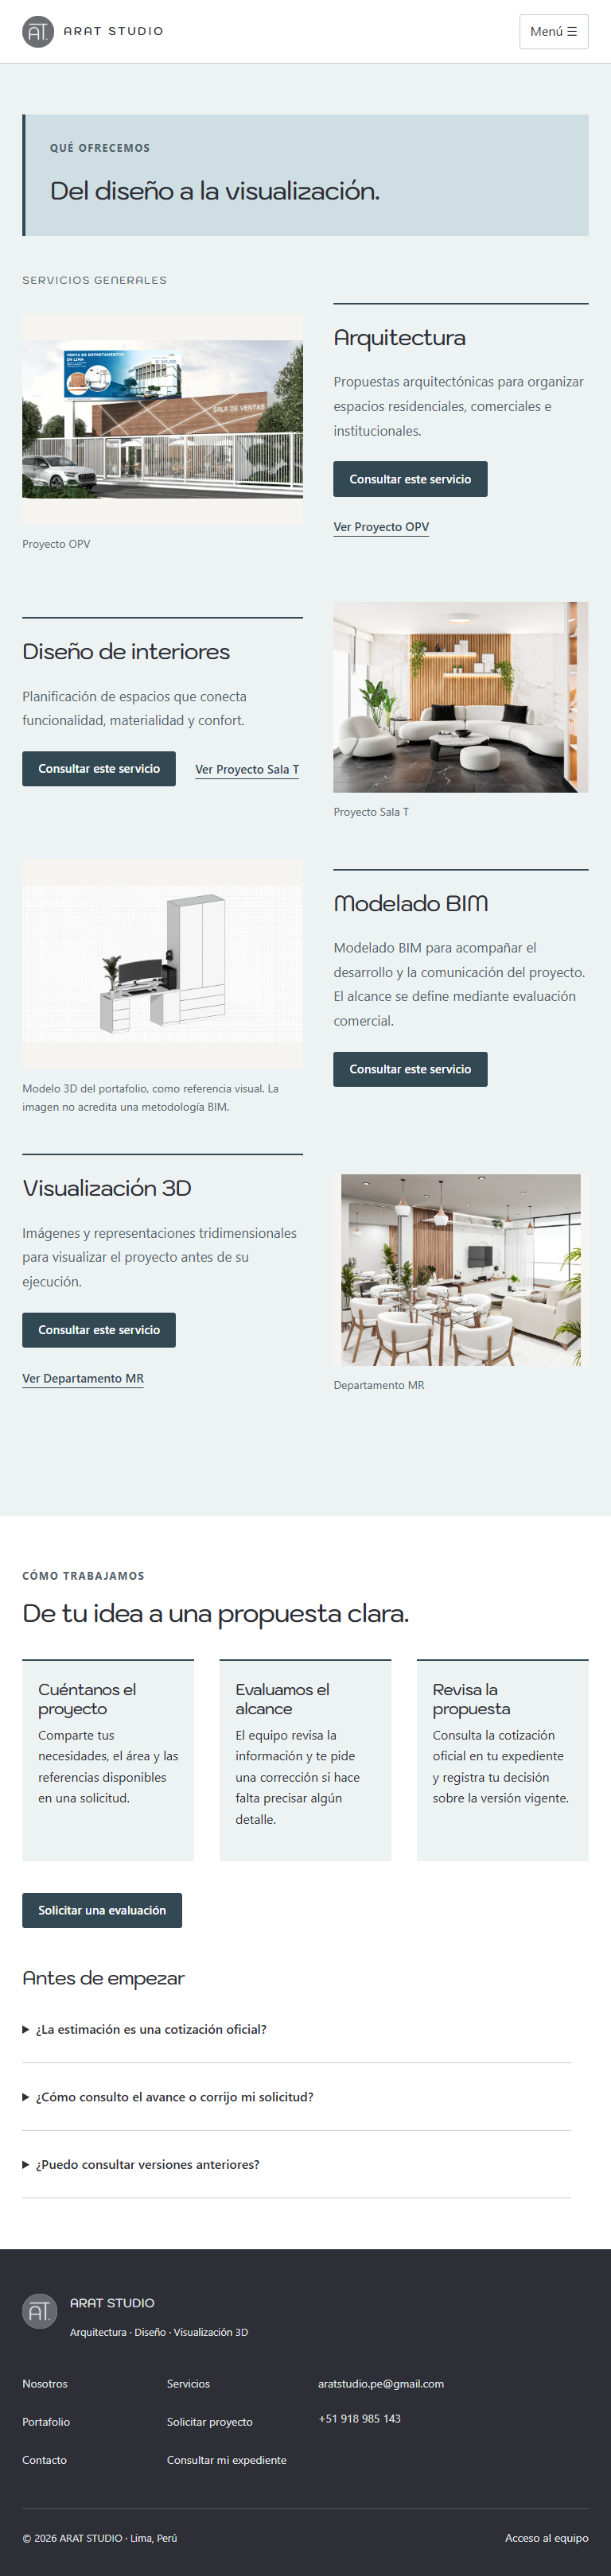 AT.
ARAT STUDIO
Menú ☰
QUÉ OFRECEMOS
Del diseño a la visualización.
SERVICIOS GENERALES
VENTA DE DEPARTAMENTOS
EN LIMA
SALA DE VENTAS
Proyecto OPV
Arquitectura
Propuestas arquitectónicas para organizar
espacios residenciales, comerciales e
institucionales.
Consultar este servicio
Ver Proyecto OPV
Diseño de interiores
Planificación de espacios que conecta
funcionalidad, materialidad y confort.
Consultar este servicio
Ver Proyecto Sala T
Proyecto Sala T
Modelo 3D del portafolio, como referencia visual. La
imagen no acredita una metodología BIM.
Modelado BIM
Modelado BIM para acompañar el
desarrollo y la comunicación del proyecto.
El alcance se define mediante evaluación
comercial.
Consultar este servicio
Visualización 3D
Imágenes y representaciones tridimensionales
para visualizar el proyecto antes de su
ejecución.
Consultar este servicio
Ver Departamento MR
Departamento MR
CÓMO TRABAJAMOS
De tu idea a una propuesta clara.
Cuéntanos el
proyecto
Comparte tus
necesidades, el área y las
referencias disponibles
en una solicitud.
Evaluamos el
alcance
El equipo revisa la
información y te pide
una corrección si hace
falta precisar algún
detalle.
Revisa la
propuesta
Consulta la cotización
oficial en tu expediente
y registra tu decisión
sobre la versión vigente.
Solicitar una evaluación
Antes de empezar
¿La estimación es una cotización oficial?
¿Cómo consulto el avance o corrijo mi solicitud?
¿Puedo consultar versiones anteriores?
AT.
ARAT STUDIO
Arquitectura · Diseño · Visualización 3D
Nosotros
Portafolio
Contacto
Servicios
Solicitar proyecto
Consultar mi expediente
aratstudio.pe@gmail.com
+51 918 985 143
© 2026 ARAT STUDIO · Lima, Perú
Acceso al equipo